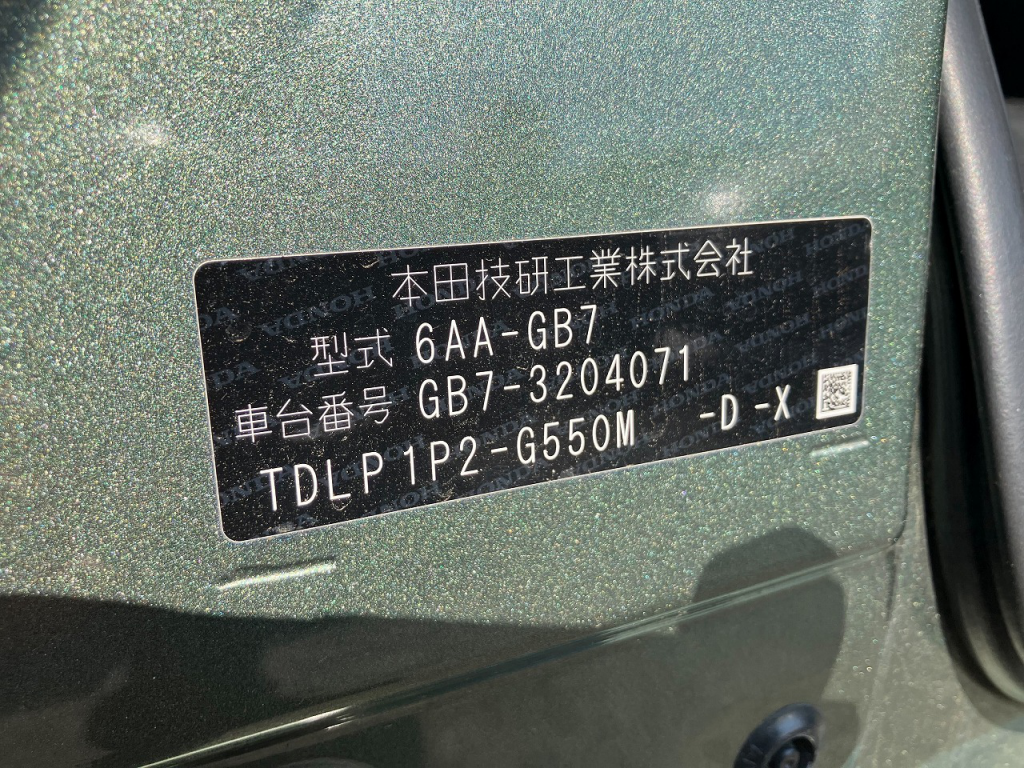 本田技研工業株式会社
型式 6AA-GB7
車台番号 GB7-3204071
TDLP1P2-G550M -D -X